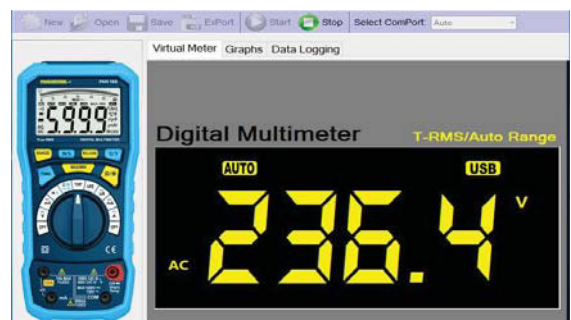 New Open Save ExPort Start Stop Select ComPort: Auto
Virtual Meter Graphs Data Logging
5.999
Digital Multimeter T-RMS/Auto Range
AUTO USB
236.4 V
AC
COM